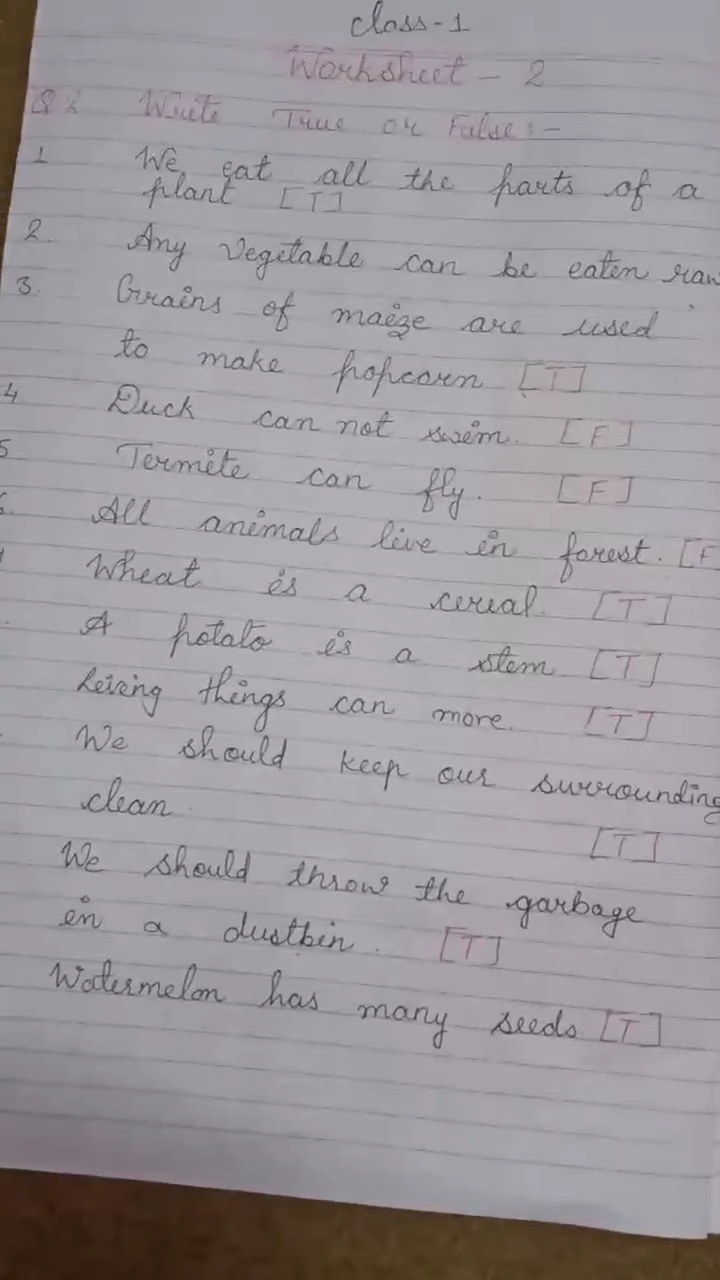 class-1
Worksheet - 2
Q2 Write True or False:-
1 We eat all the parts of a
plant [T]
2. Any vegitable can be eaten raw
3. Grains of maize are used
to make popcorn [T]
4 Duck can not swim. [F]
5 Termite can fly. [F]
All animals live in forest. [F
Wheat is a cereal. [T]
A potato is a stem [T]
Leiving things can more. [T]
We should keep our surrounding
clean.
[T]
We should throw the garbage
in a dustbin. [T]
Watermelon has many seeds [T]